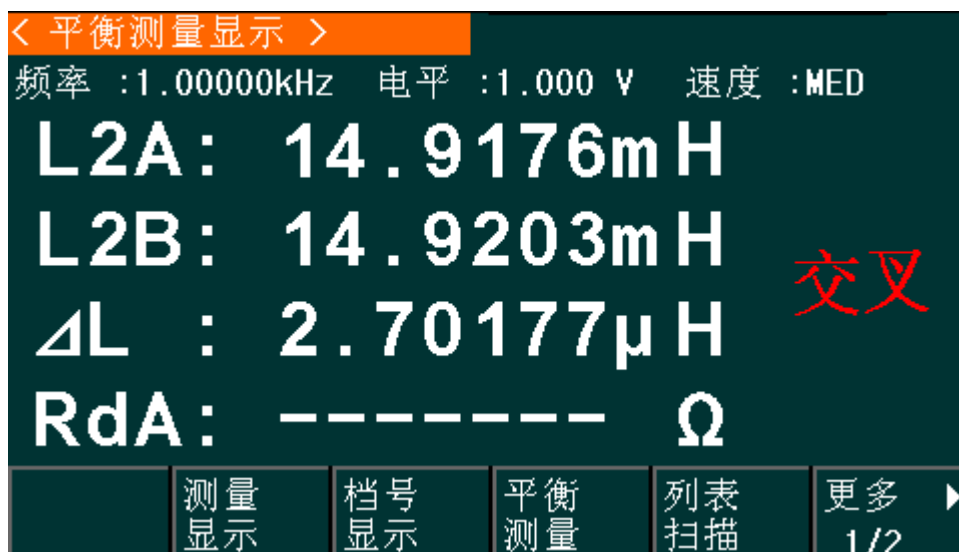 < 平衡测量显示 >
频率 :1.00000kHz 电平 :1.000 V 速度 :MED
L2A: 14.9176mH
L2B: 14.9203mH
交叉
⊿L : 2.70177μH
RdA: ------- Ω
测量显示 档号显示 平衡测量 列表扫描 更多 1/2